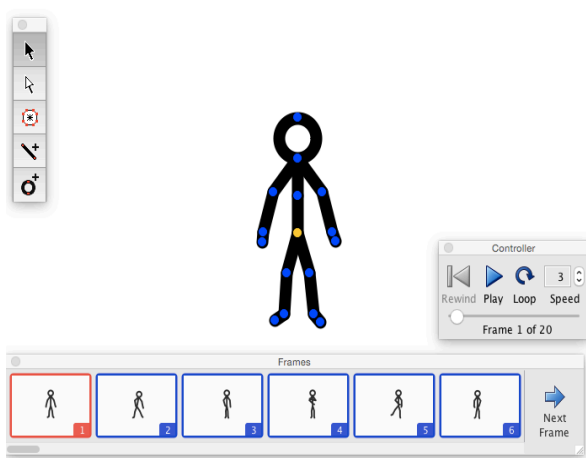 Controller
3
Rewind Play Loop Speed
Frame 1 of 20
Frames
1 2 3 4 5 6
Next
Frame